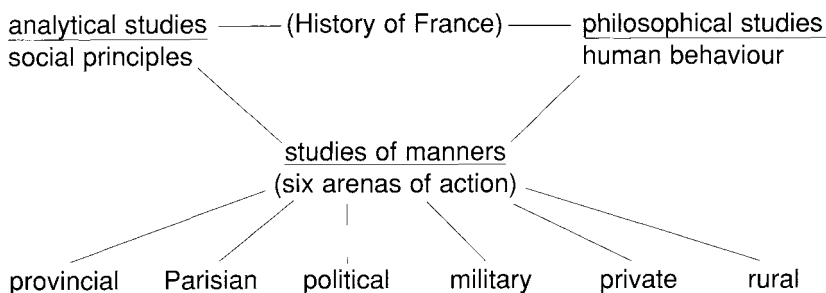 analytical studies (History of France) philosophical studies
social principles human behaviour
studies of manners
(six arenas of action)
provincial Parisian political military private rural